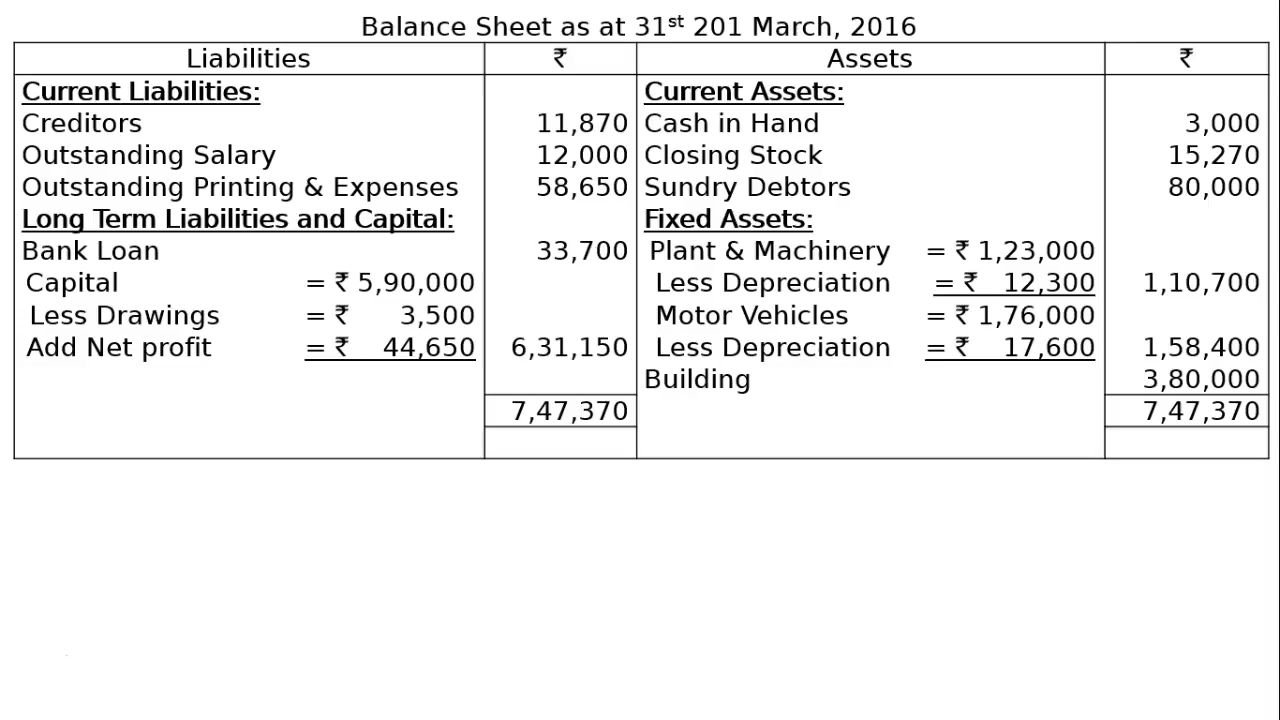 Balance Sheet as at 31st 201 March, 2016
Liabilities ₹ Assets ₹
Current Liabilities: Current Assets:
Creditors 11,870 Cash in Hand 3,000
Outstanding Salary 12,000 Closing Stock 15,270
Outstanding Printing & Expenses 58,650 Sundry Debtors 80,000
Long Term Liabilities and Capital: Fixed Assets:
Bank Loan 33,700 Plant & Machinery = ₹ 1,23,000
Capital = ₹ 5,90,000 Less Depreciation = ₹ 12,300 1,10,700
Less Drawings = ₹ 3,500 Motor Vehicles = ₹ 1,76,000
Add Net profit = ₹ 44,650 6,31,150 Less Depreciation = ₹ 17,600 1,58,400
Building 3,80,000
7,47,370 7,47,370